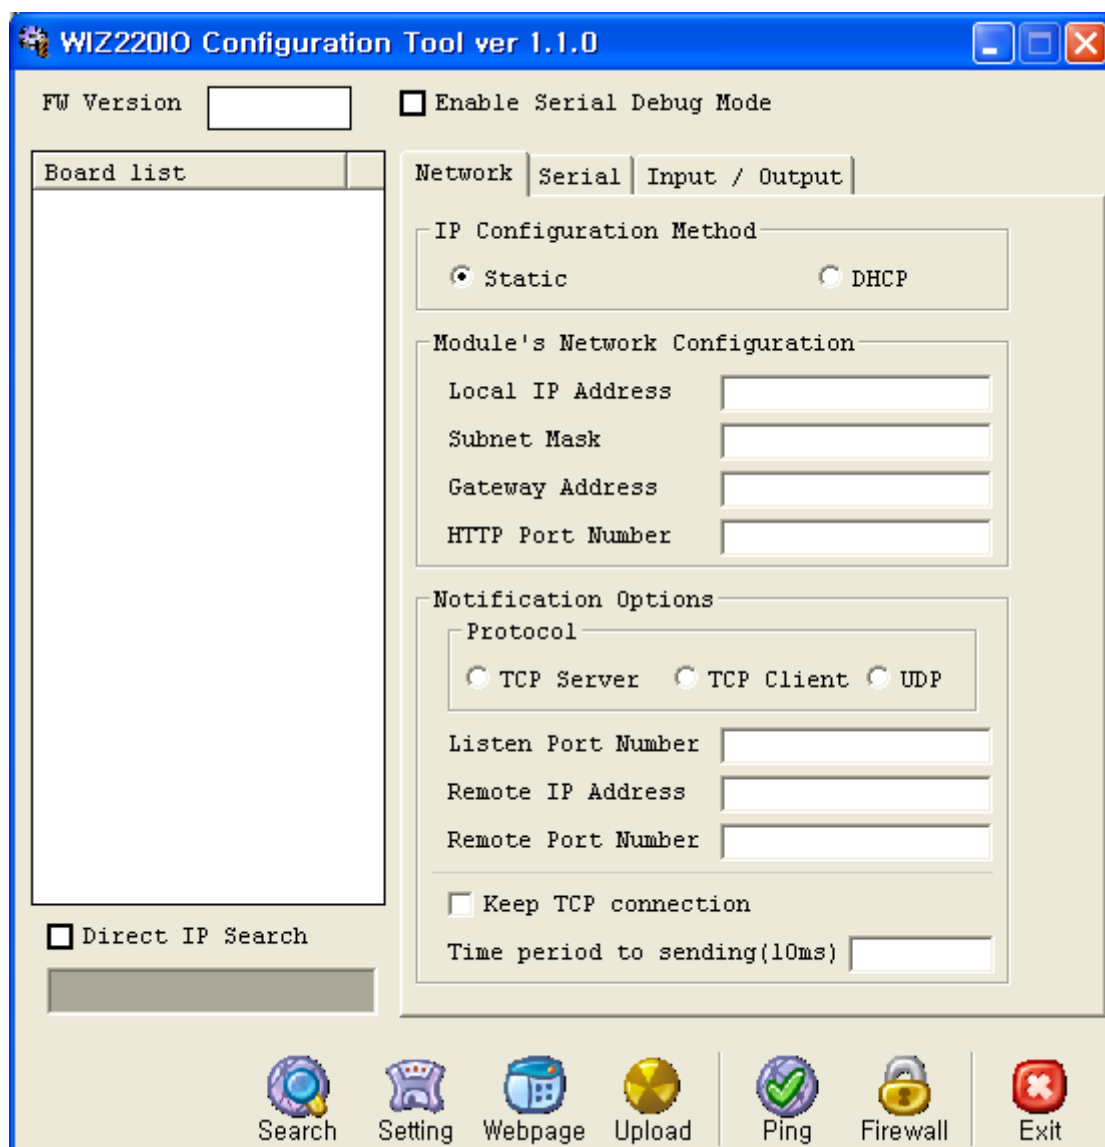 WIZ220IO Configuration Tool ver 1.1.0
FW Version
Enable Serial Debug Mode
Board list
Network Serial Input / Output
IP Configuration Method
Static DHCP
Module's Network Configuration
Local IP Address
Subnet Mask
Gateway Address
HTTP Port Number
Notification Options
Protocol
TCP Server TCP Client UDP
Listen Port Number
Remote IP Address
Remote Port Number
Keep TCP connection
Time period to sending(10ms)
Direct IP Search
Search Setting Webpage Upload Ping Firewall Exit